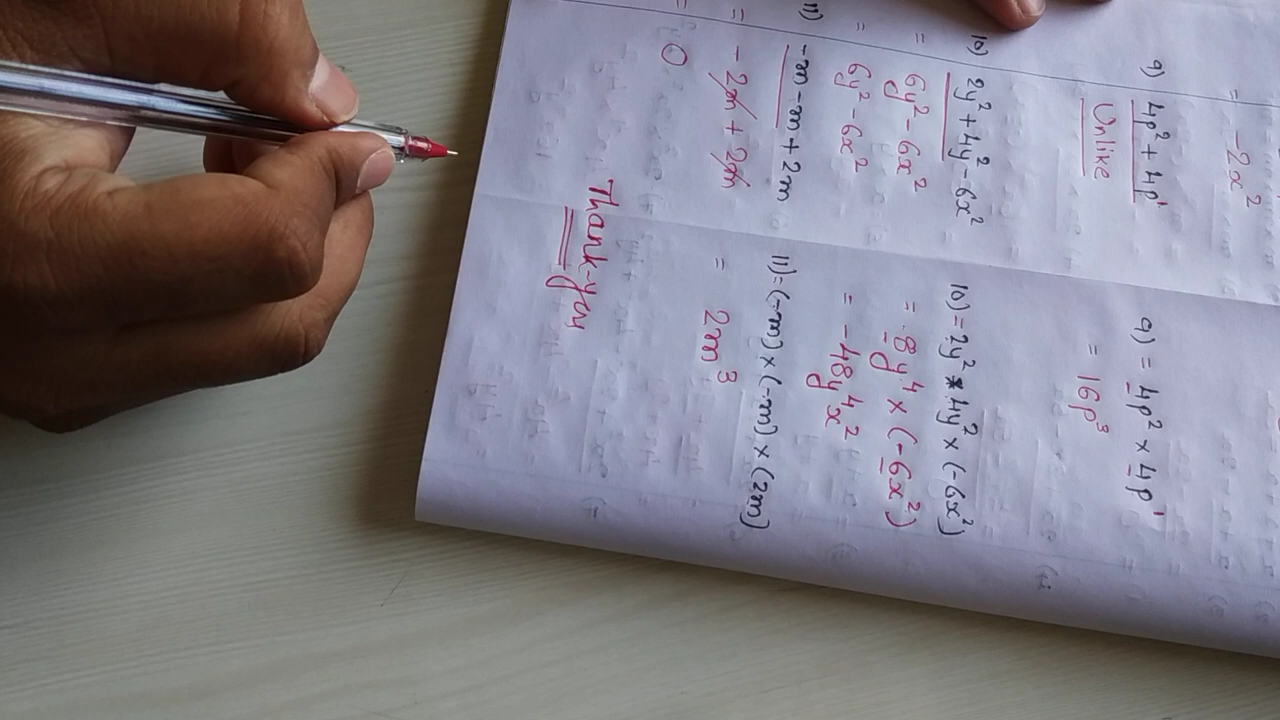 = -2x²
9) 4p² + 4p¹
Unlike
10) 2y² + 4y² - 6x²
= 6y² - 6x²
= 6y² - 6x²
11) -m - m + 2m
= - 2m + 2m
= 0
9) = 4p² × 4p¹
= 16p³
10) = 2y² × 4y² × (-6x²)
= 8y⁴ × (-6x²)
= -48y⁴x²
11) = (-m) × (-m) × (2m)
= 2m³
Thank-you